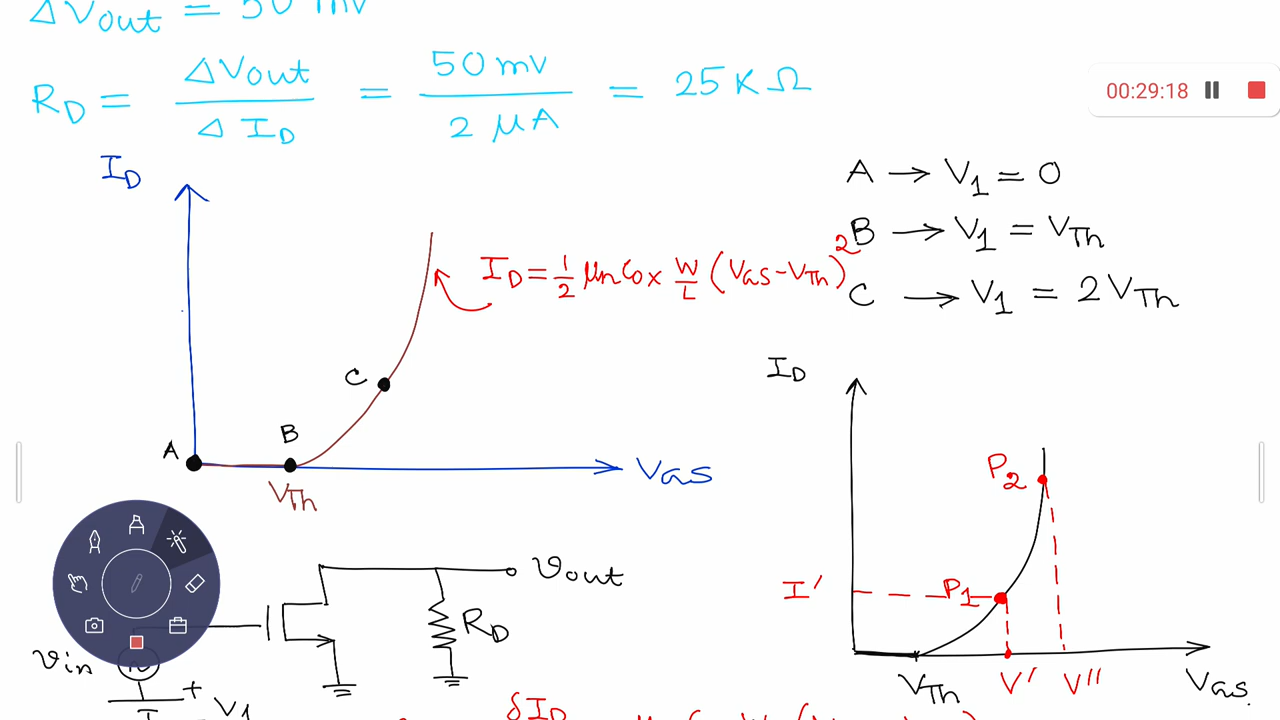 ΔVout = 50 mV
RD = ΔVout / ΔID = 50 mV / 2 μA = 25 KΩ
00:29:18
ID
A → V1 = 0
B → V1 = VTh
C → V1 = 2VTh
ID = 1/2 μnCox W/L (VGS - VTh)²
C
B
A
VTh
VGS
ID
P2
I'
P1
VTh
V'
V''
VGS
Vout
RD
Vin
+
V1
δID